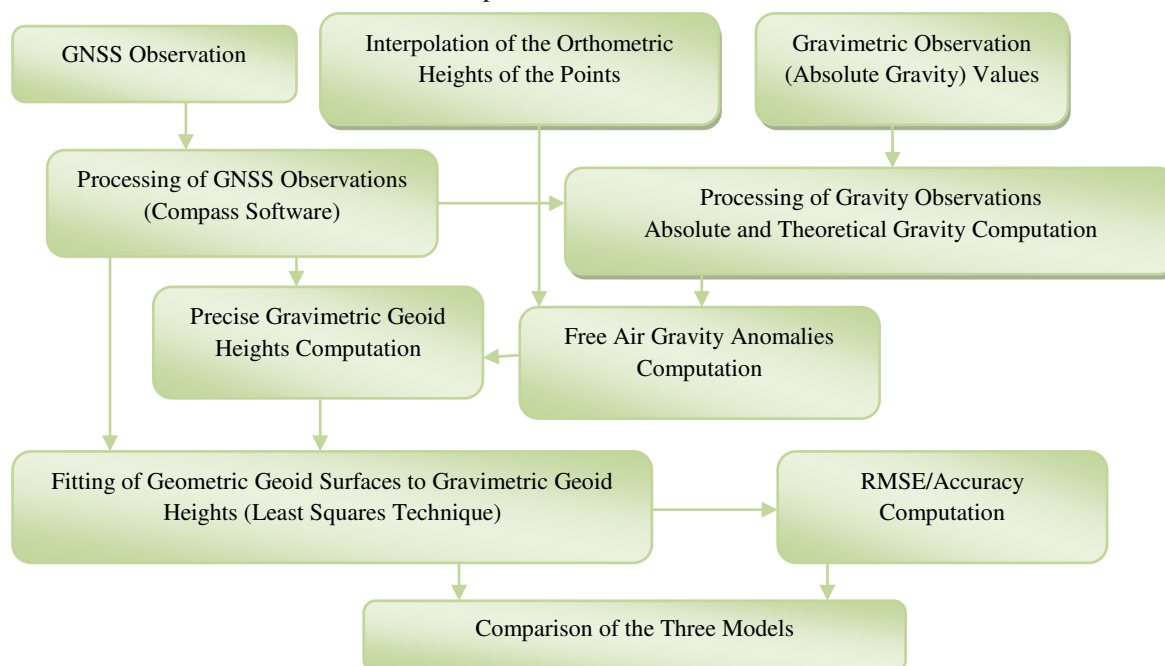 GNSS Observation
Interpolation of the Orthometric
Heights of the Points
Gravimetric Observation
(Absolute Gravity) Values
Processing of GNSS Observations
(Compass Software)
Processing of Gravity Observations
Absolute and Theoretical Gravity Computation
Precise Gravimetric Geoid
Heights Computation
Free Air Gravity Anomalies
Computation
Fitting of Geometric Geoid Surfaces to Gravimetric Geoid
Heights (Least Squares Technique)
RMSE/Accuracy
Computation
Comparison of the Three Models